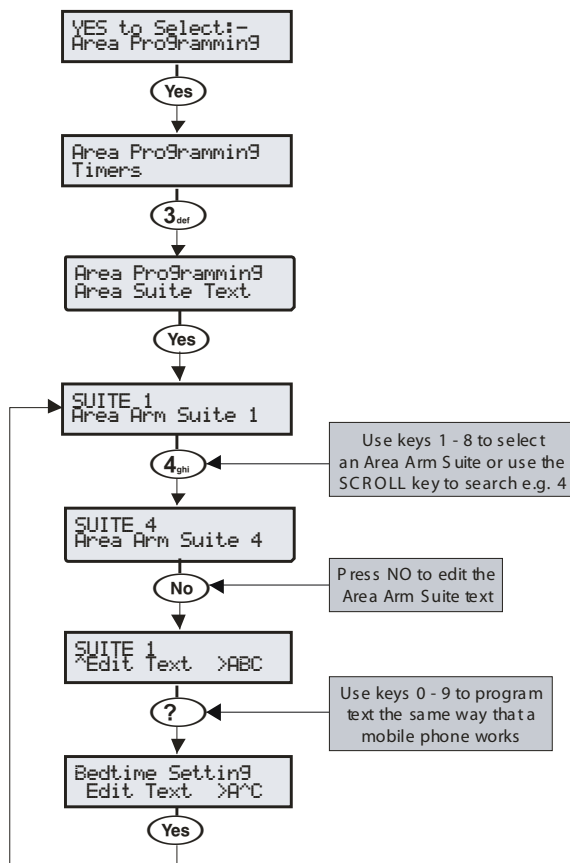 YES to Select:-
Area Programming
Yes
Area Programming
Timers
3def
Area Programming
Area Suite Text
Yes
SUITE 1
Area Arm Suite 1
Use keys 1 - 8 to select
an Area Arm Suite or use the
SCROLL key to search e.g. 4
4ghi
SUITE 4
Area Arm Suite 4
Press NO to edit the
Area Arm Suite text
No
SUITE 1
^Edit Text >ABC
Use keys 0 - 9 to program
text the same way that a
mobile phone works
?
Bedtime Setting
Edit Text >A^C
Yes